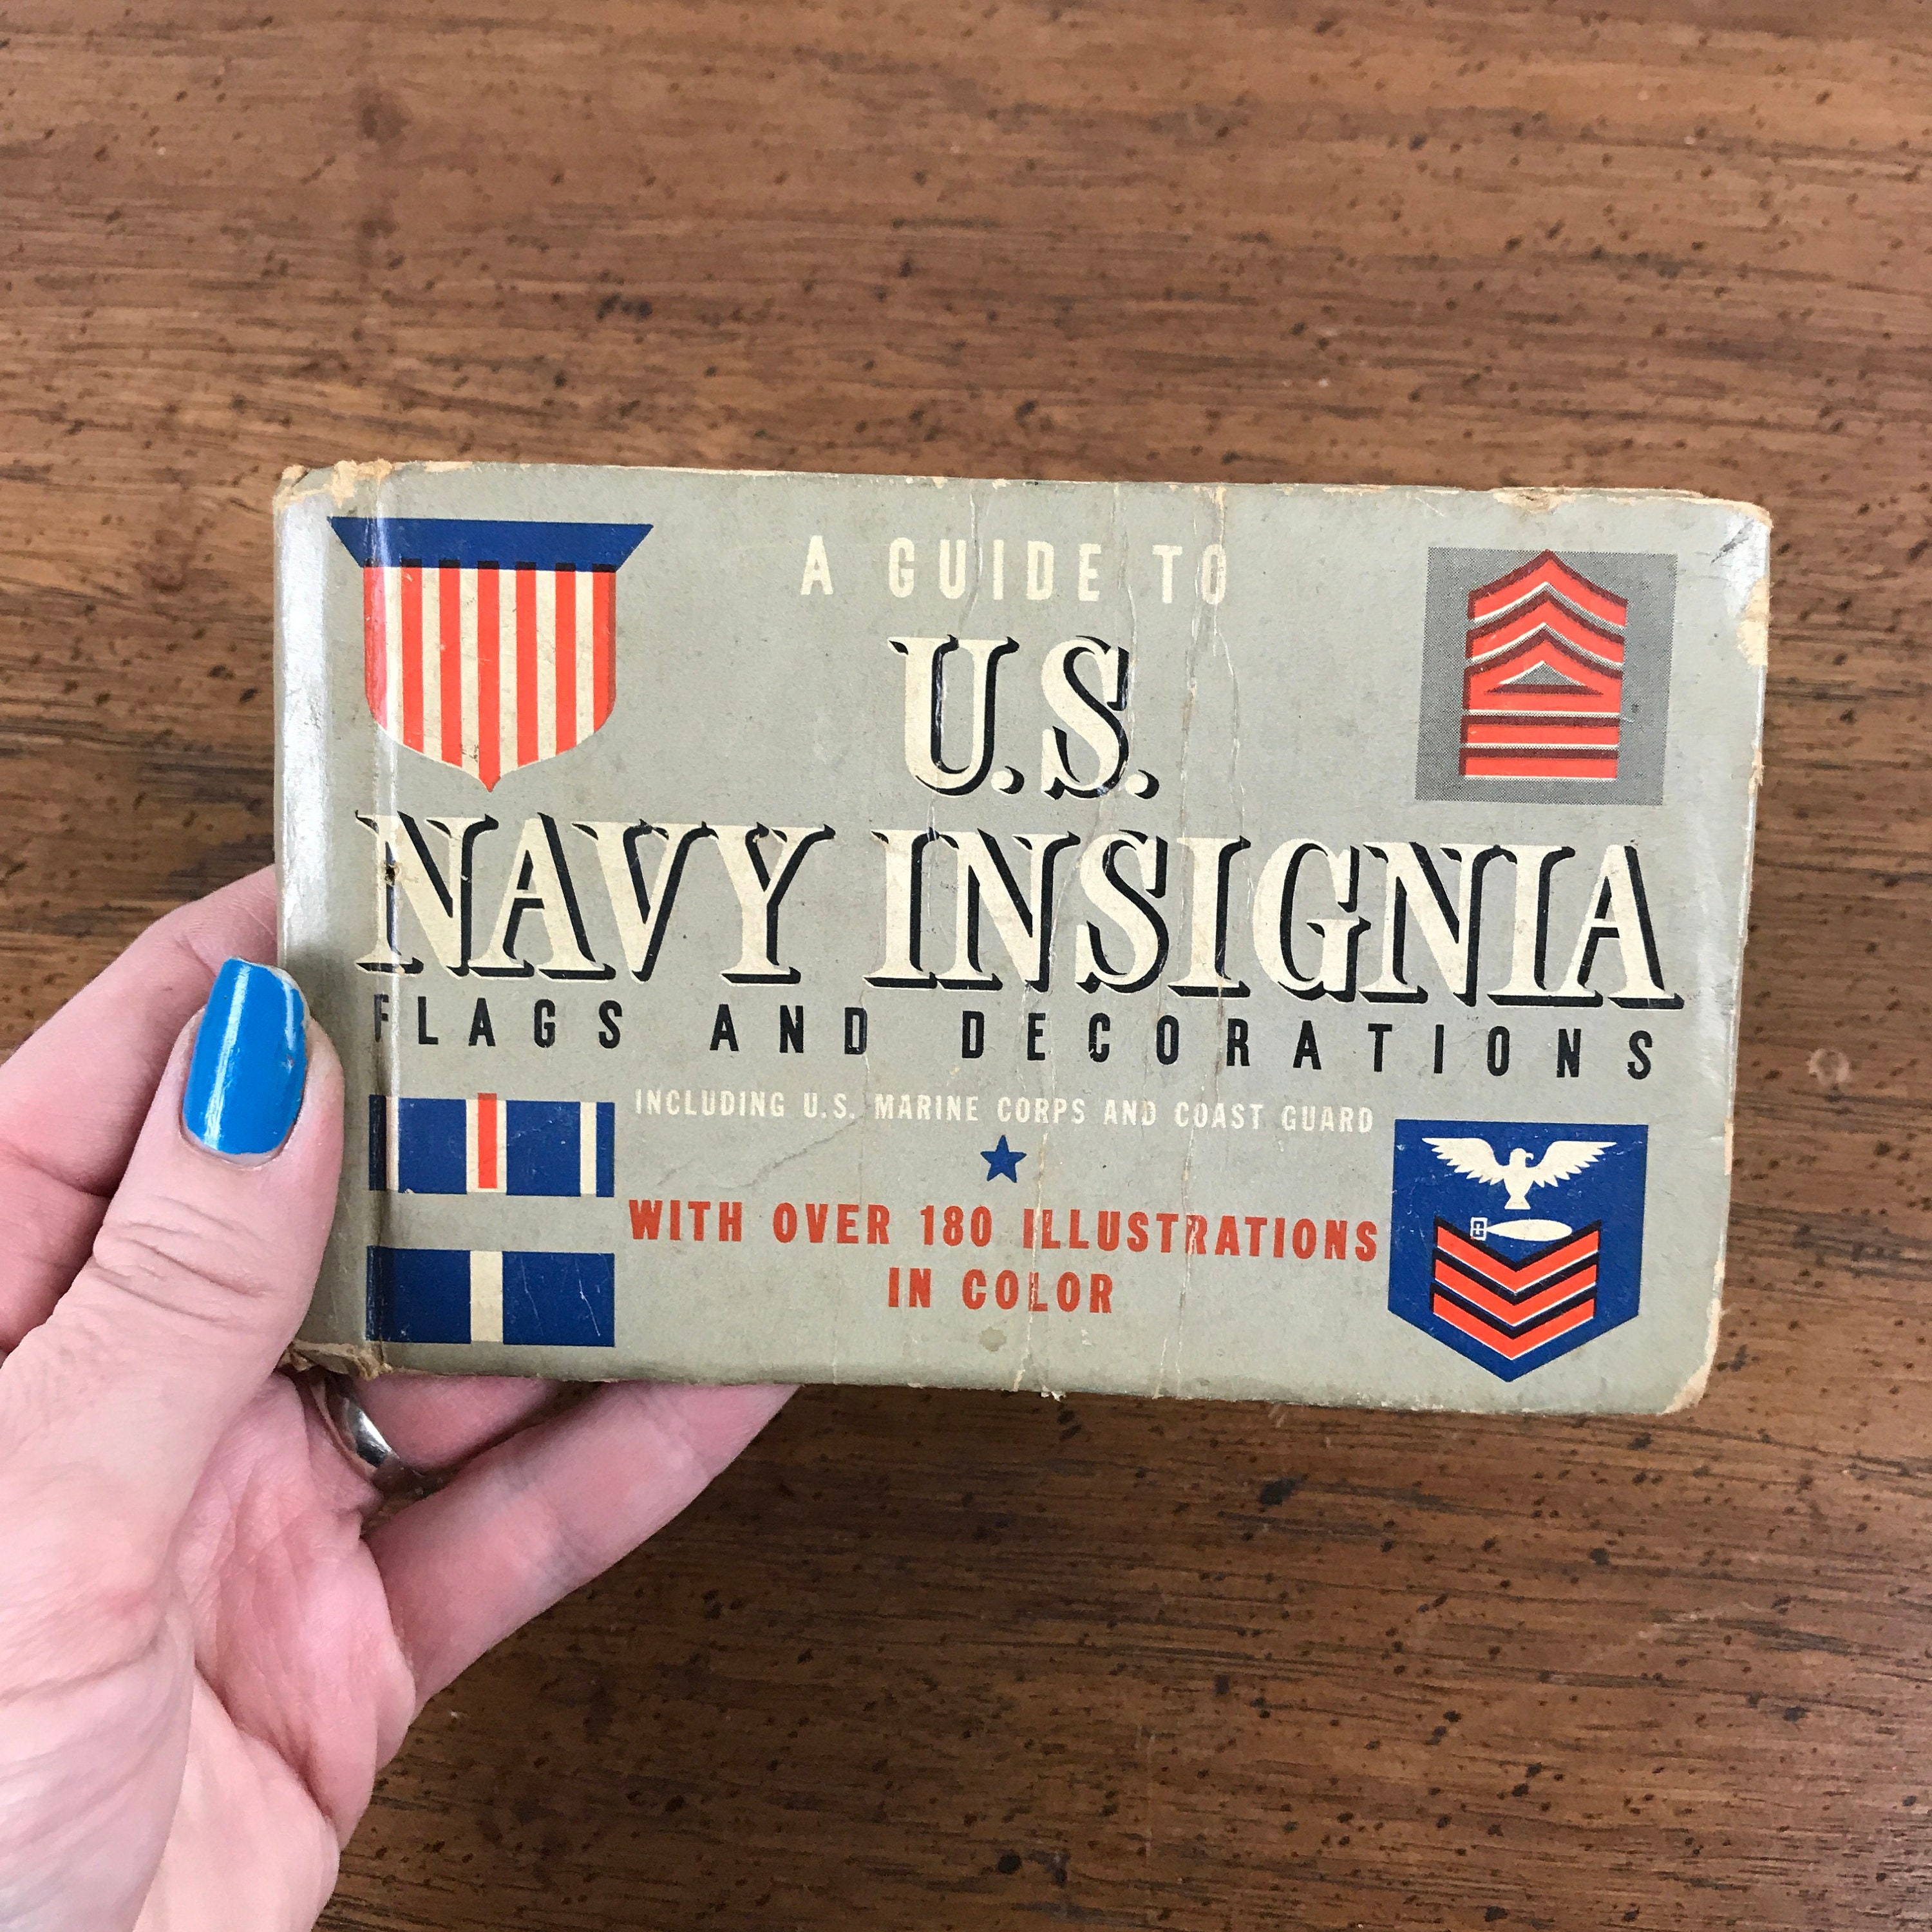 A GUIDE TO
U.S.
NAVY INSIGNIA
FLAGS AND DECORATIONS
INCLUDING U.S. MARINE CORPS AND COAST GUARD
WITH OVER 180 ILLUSTRATIONS
IN COLOR